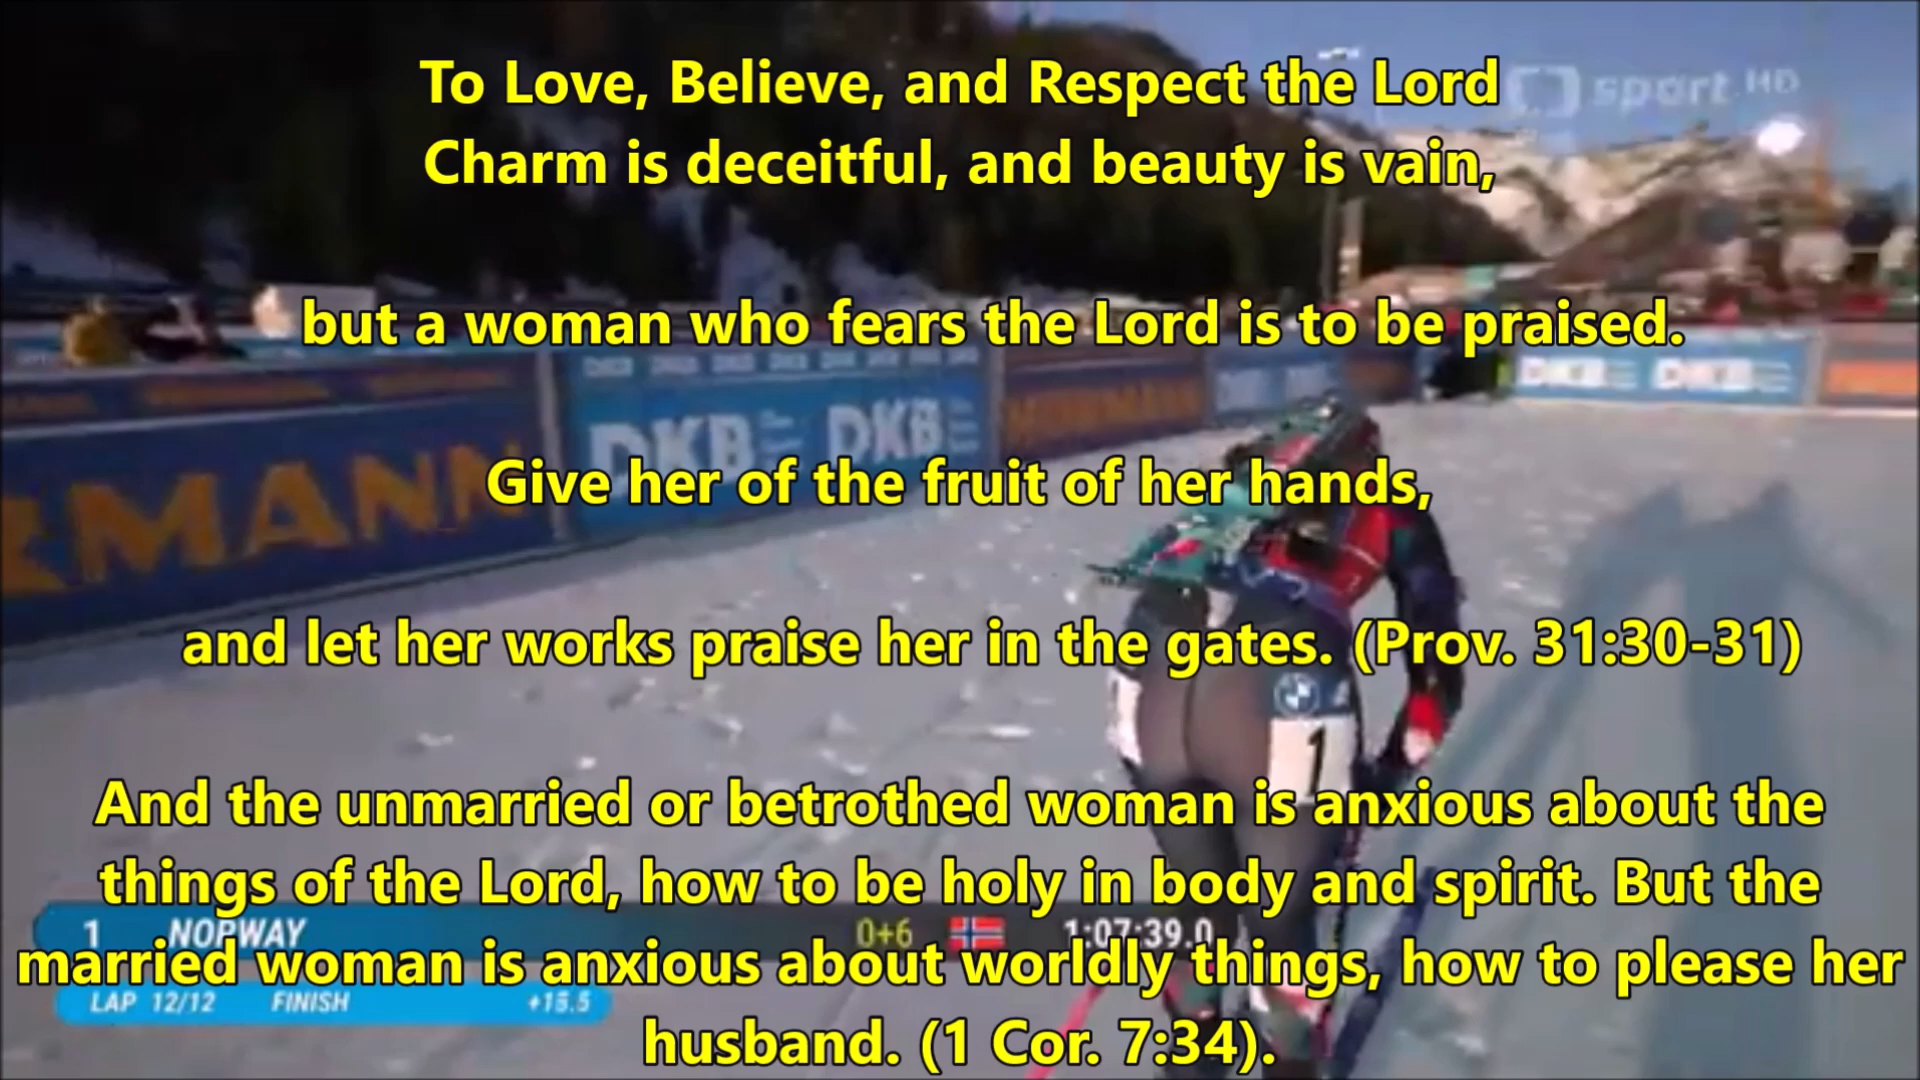 To Love, Believe, and Respect the Lord
sport HD
Charm is deceitful, and beauty is vain,
but a woman who fears the Lord is to be praised.
DKB DKB
DKB DKB
HÖRMANN
RMANN
Give her of the fruit of her hands,
and let her works praise her in the gates. (Prov. 31:30-31)
1
And the unmarried or betrothed woman is anxious about the
things of the Lord, how to be holy in body and spirit. But the
1 NORWAY 0+6 1:07:39.0
married woman is anxious about worldly things, how to please her
LAP 12/12 FINISH +15.5
husband. (1 Cor. 7:34).